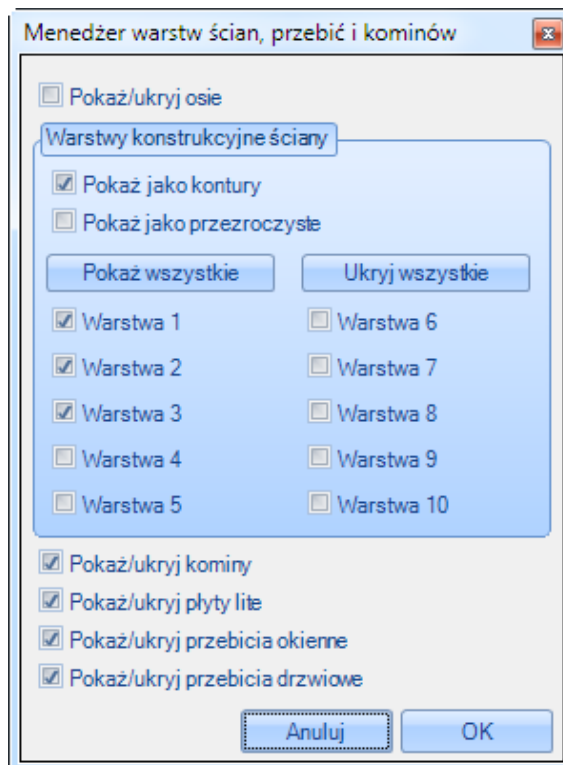 Menedżer warstw ścian, przebić i kominów
Pokaż/ukryj osie
Warstwy konstrukcyjne ściany
Pokaż jako kontury
Pokaż jako przezroczyste
Pokaż wszystkie Ukryj wszystkie
Warstwa 1 Warstwa 6
Warstwa 2 Warstwa 7
Warstwa 3 Warstwa 8
Warstwa 4 Warstwa 9
Warstwa 5 Warstwa 10
Pokaż/ukryj kominy
Pokaż/ukryj płyty lite
Pokaż/ukryj przebicia okienne
Pokaż/ukryj przebicia drzwiowe
Anuluj OK